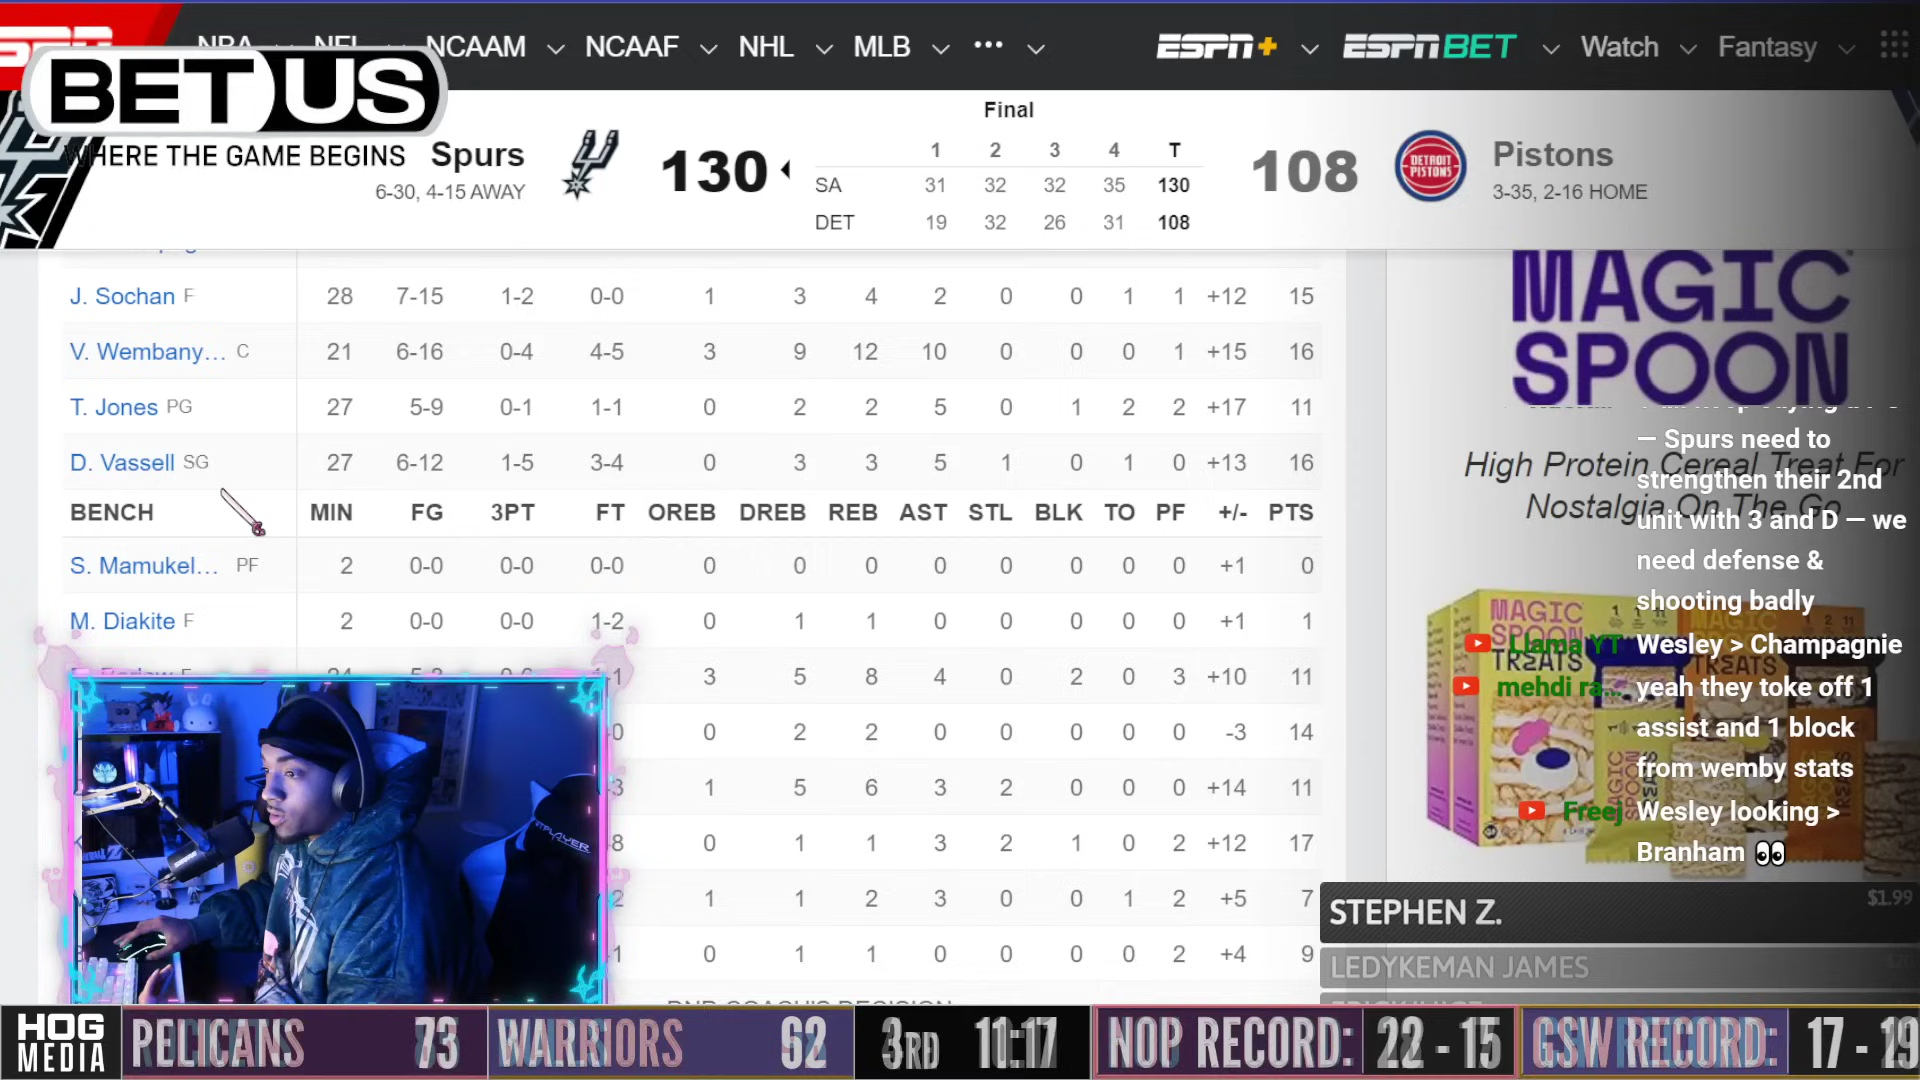 NBA NFL NCAAM NCAAF NHL MLB ••• ESPN+ ESPN BET Watch Fantasy
BET US
WHERE THE GAME BEGINS
Spurs
6-30, 4-15 AWAY
130
Final
1 2 3 4 T
SA 31 32 32 35 130
DET 19 32 26 31 108
108
DETROIT PISTONS
Pistons
3-35, 2-16 HOME
J. Sochan F 28 7-15 1-2 0-0 1 3 4 2 0 0 1 1 +12 15
V. Wembany... C 21 6-16 0-4 4-5 3 9 12 10 0 0 0 1 +15 16
T. Jones PG 27 5-9 0-1 1-1 0 2 2 5 0 1 2 2 +17 11
D. Vassell SG 27 6-12 1-5 3-4 0 3 3 5 1 0 1 0 +13 16
BENCH MIN FG 3PT FT OREB DREB REB AST STL BLK TO PF +/- PTS
S. Mamukel... PF 2 0-0 0-0 0-0 0 0 0 0 0 0 0 0 +1 0
M. Diakite F 2 0-0 0-0 1-2 0 1 1 0 0 0 0 0 +1 1
3 5 8 4 0 2 0 3 +10 11
0 2 2 0 0 0 0 0 -3 14
1 5 6 3 2 0 0 0 +14 11
0 1 1 3 2 1 0 2 +12 17
1 1 2 3 0 0 1 2 +5 7
0 1 1 0 0 0 0 2 +4 9
MAGIC
SPOON
High Protein Cereal Treat For
Nostalgia On The Go
MAGIC
SPOON
TREATS
— Spurs need to
strengthen their 2nd
unit with 3 and D — we
need defense &
shooting badly
Llama YT Wesley > Champagnie
mehdi ra... yeah they toke off 1
assist and 1 block
from wemby stats
Freej Wesley looking >
Branham 👀
STEPHEN Z. $1.99
LEDYKEMAN JAMES
HOG
MEDIA
PELICANS 73 WARRIORS 62 3RD 11:17 NOP RECORD: 22 - 15 GSW RECORD: 17 - 19